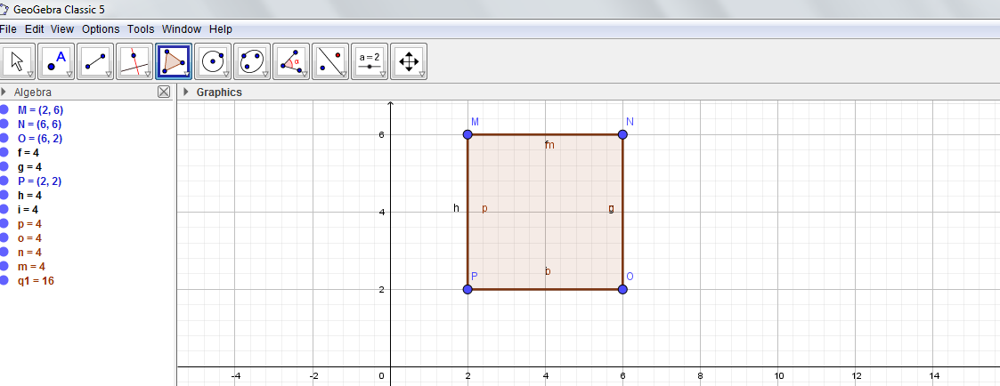 GeoGebra Classic 5
File Edit View Options Tools Window Help
A
α
a = 2
Algebra
Graphics
M = (2, 6)
N = (6, 6)
O = (6, 2)
f = 4
g = 4
P = (2, 2)
h = 4
i = 4
p = 4
o = 4
n = 4
m = 4
q1 = 16
M N
6
fn
h p
4
P O
2
-4 0 2 4 6 8 10 12 14